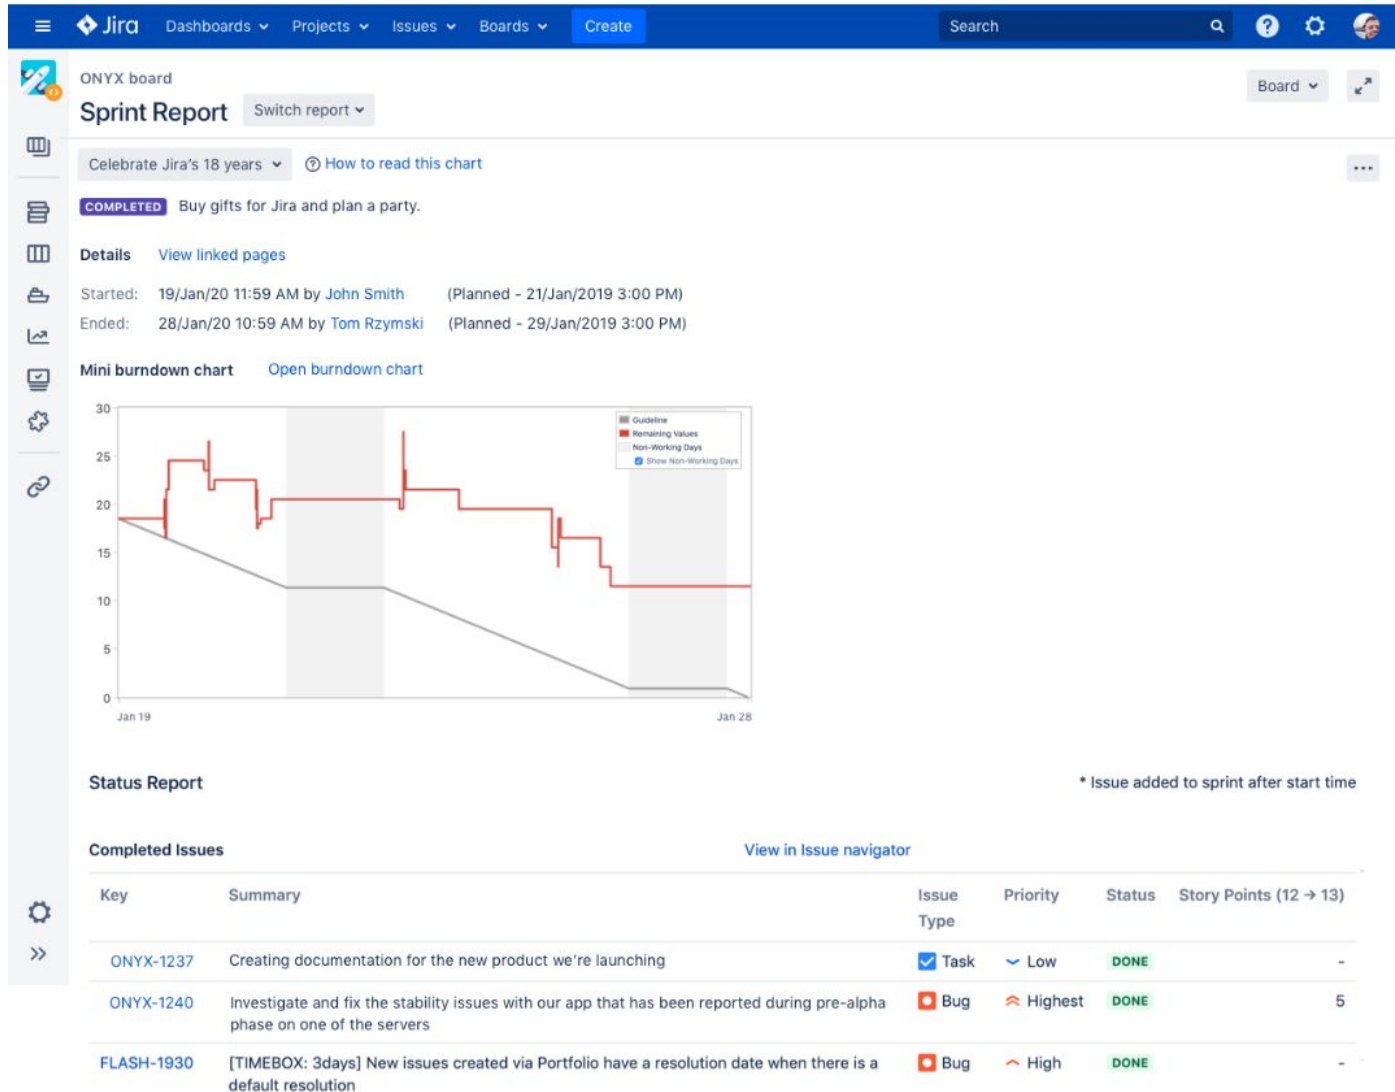 Jira Dashboards Projects Issues Boards Create Search
ONYX board
Board
Sprint Report Switch report
Celebrate Jira's 18 years How to read this chart
COMPLETED Buy gifts for Jira and plan a party.
Details View linked pages
Started: 19/Jan/20 11:59 AM by John Smith (Planned - 21/Jan/2019 3:00 PM)
Ended: 28/Jan/20 10:59 AM by Tom Rzymski (Planned - 29/Jan/2019 3:00 PM)
Mini burndown chart Open burndown chart
30
Guideline
Remaining Values
Non-Working Days
Show Non-Working Days
25
20
15
10
5
0
Jan 19 Jan 28
Status Report * Issue added to sprint after start time
Completed Issues View in Issue navigator
Key Summary Issue Type Priority Status Story Points (12 → 13)
ONYX-1237 Creating documentation for the new product we're launching Task Low DONE -
ONYX-1240 Investigate and fix the stability issues with our app that has been reported during pre-alpha Bug Highest DONE 5
phase on one of the servers
FLASH-1930 [TIMEBOX: 3days] New issues created via Portfolio have a resolution date when there is a Bug High DONE -
default resolution